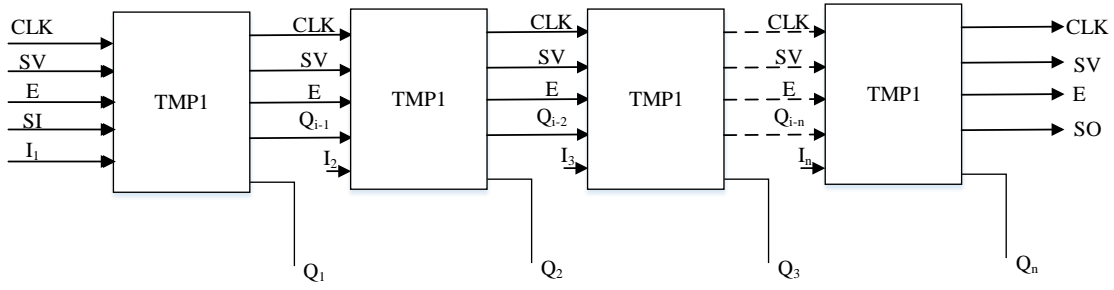 CLK CLK CLK CLK CLK
SV SV SV SV SV
TMP1 TMP1 TMP1 TMP1
E E E E E
SI Qi-1 Qi-2 Qi-n SO
I1 I2 I3 In
Q1 Q2 Q3 Qn